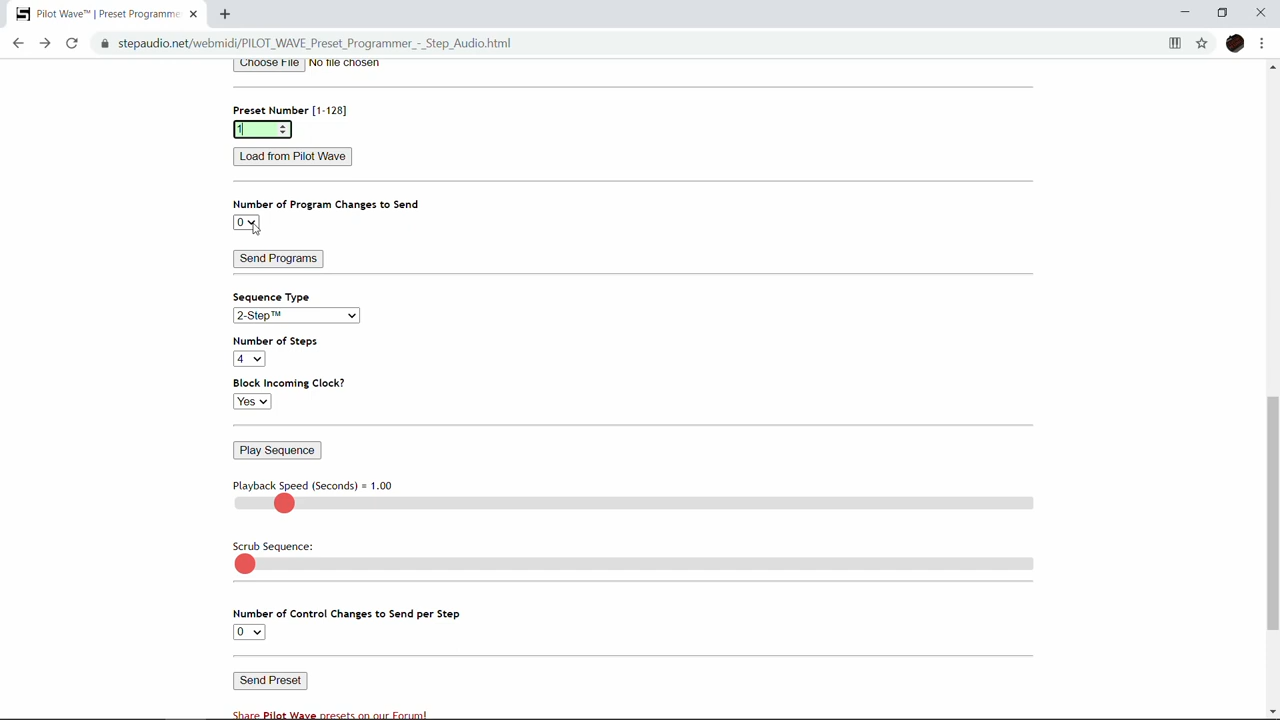 Pilot Wave™ | Preset Programme
stepaudio.net/webmidi/PILOT_WAVE_Preset_Programmer_-_Step_Audio.html
Choose File No file chosen
Preset Number [1-128]
1
Load from Pilot Wave
Number of Program Changes to Send
0
Send Programs
Sequence Type
2-Step™
Number of Steps
4
Block Incoming Clock?
Yes
Play Sequence
Playback Speed (Seconds) = 1.00
Scrub Sequence:
Number of Control Changes to Send per Step
0
Send Preset
Share Pilot Wave presets on our Forum!